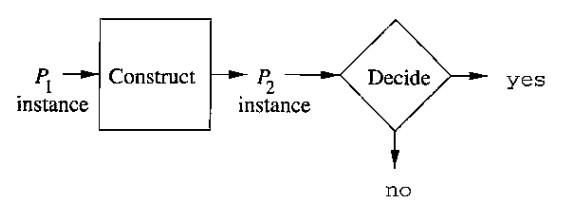 P1 instance
Construct
P2 instance
Decide
yes
no